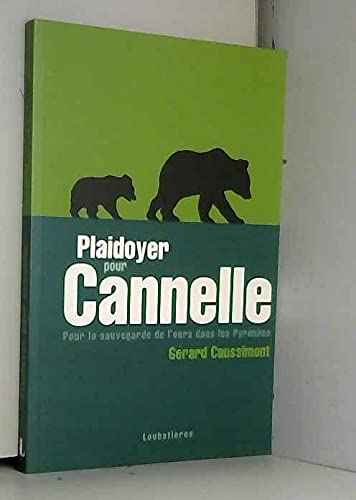 Plaidoyer
pour
Cannelle
Pour la sauvegarde de l'ours dans les Pyrénées
Gérard Caussimont
Loubatières